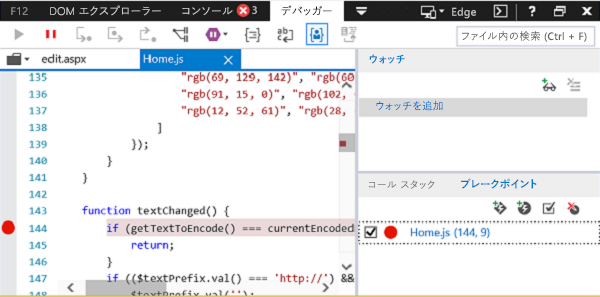 F12 DOM エクスプローラー コンソール 3 デバッガー Edge ?
ファイル内の検索 (Ctrl + F)
edit.aspx Home.js
135 "rgb(69, 129, 142)", "rgb(60
136 "rgb(91, 15, 0)", "rgb(102,
137 "rgb(12, 52, 61)", "rgb(28,
138 ]
139 });
140 }
141 }
142
143 function textChanged() {
144 if (getTextToEncode() === currentEncoded
145 return;
146 }
147 if (($textPrefix.val() === 'http://') &&
$textPrefix.val('');
ウォッチ
ウォッチを追加
コール スタック ブレークポイント
Home.js (144, 9)